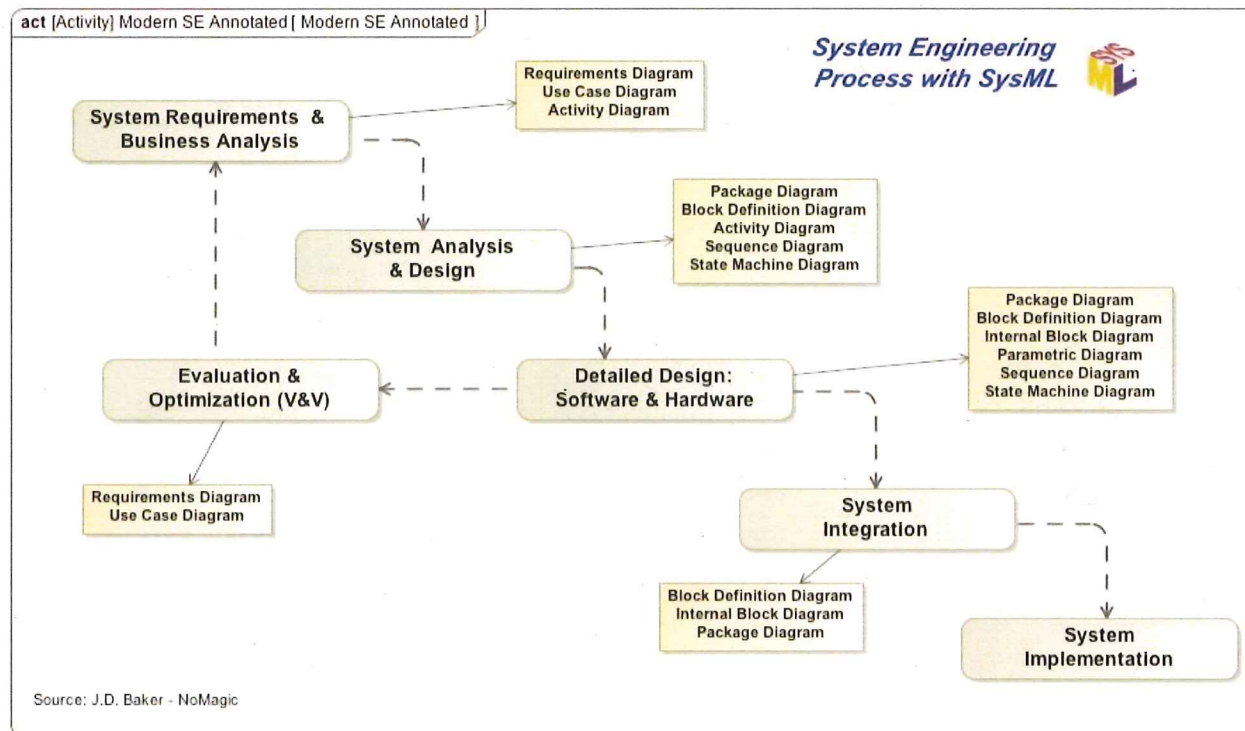 act [Activity] Modern SE Annotated [ Modern SE Annotated ]
System Engineering
Process with SysML
SYS
ML
Requirements Diagram
Use Case Diagram
Activity Diagram
System Requirements &
Business Analysis
Package Diagram
Block Definition Diagram
Activity Diagram
Sequence Diagram
State Machine Diagram
System Analysis
& Design
Package Diagram
Block Definition Diagram
Internal Block Diagram
Parametric Diagram
Sequence Diagram
State Machine Diagram
Evaluation &
Optimization (V&V)
Detailed Design:
Software & Hardware
Requirements Diagram
Use Case Diagram
System
Integration
Block Definition Diagram
Internal Block Diagram
Package Diagram
System
Implementation
Source: J.D. Baker - NoMagic